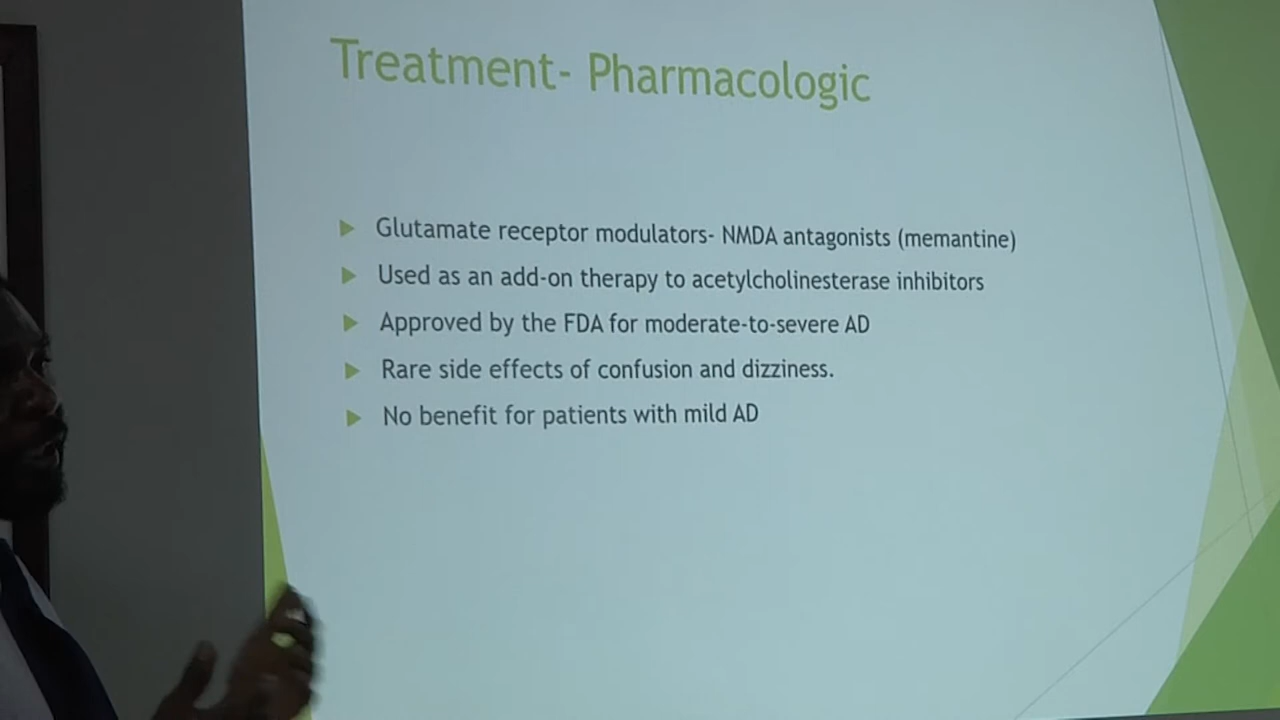 Treatment- Pharmacologic
Glutamate receptor modulators- NMDA antagonists (memantine)
Used as an add-on therapy to acetylcholinesterase inhibitors
Approved by the FDA for moderate-to-severe AD
Rare side effects of confusion and dizziness.
No benefit for patients with mild AD